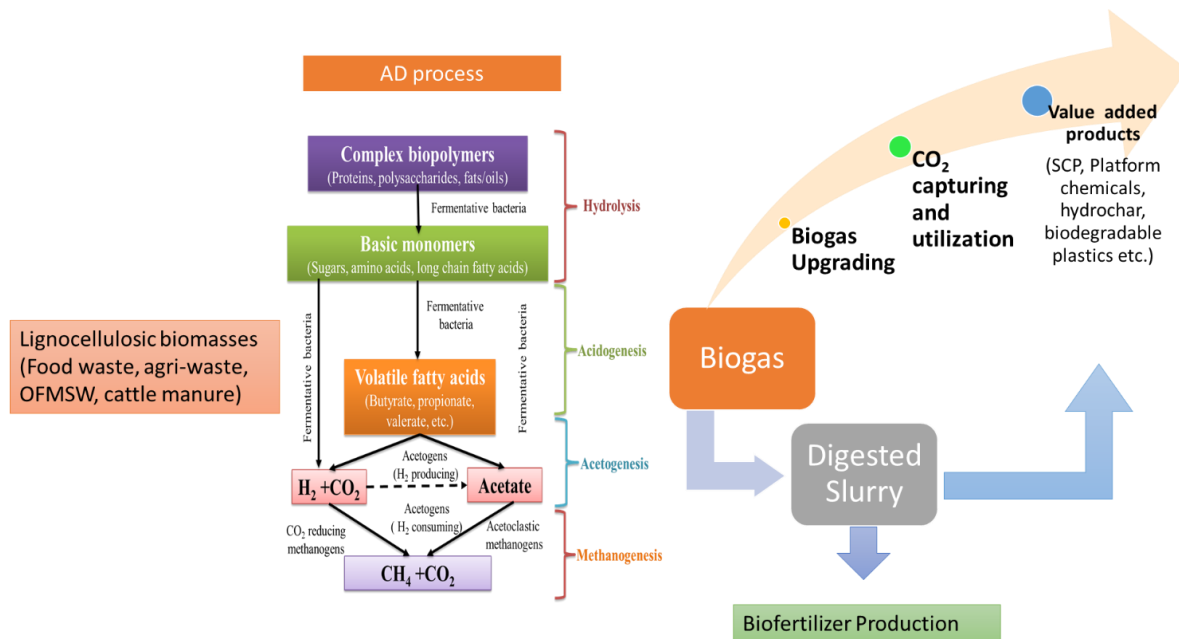 AD process
Complex biopolymers
(Proteins, polysaccharides, fats/oils)
Fermentative bacteria
Hydrolysis
Basic monomers
(Sugars, amino acids, long chain fatty acids)
Fermentative bacteria
Fermentative
bacteria
Fermentative bacteria
Acidogenesis
Lignocellulosic biomasses
(Food waste, agri-waste,
OFMSW, cattle manure)
Volatile fatty acids
(Butyrate, propionate,
valerate, etc.)
Acetogens
(H₂ producing)
Acetogenesis
H₂ +CO₂
Acetate
Acetogens
( H₂ consuming)
CO₂ reducing
methanogens
Acetoclastic
methanogens
Methanogenesis
CH₄ +CO₂
Biogas
Upgrading
CO₂
capturing
and
utilization
Value added
products
(SCP, Platform
chemicals,
hydrochar,
biodegradable
plastics etc.)
Biogas
Digested
Slurry
Biofertilizer Production